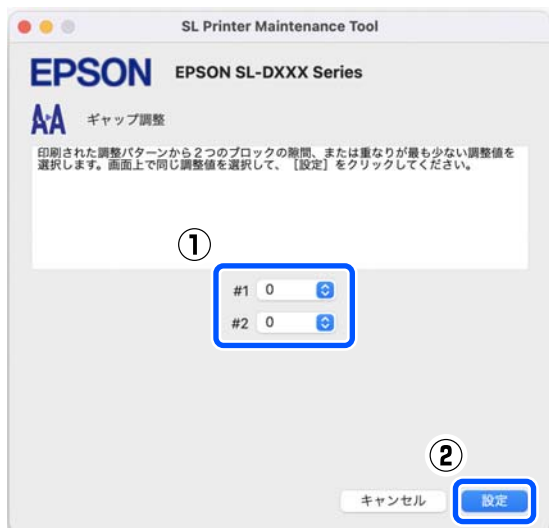 SL Printer Maintenance Tool
EPSON EPSON SL-DXXX Series
ギャップ調整
印刷された調整パターンから2つのブロックの隙間、または重なりが最も少ない調整値を
選択します。画面上で同じ調整値を選択して、［設定］をクリックしてください。
①
#1 0
#2 0
②
キャンセル 設定